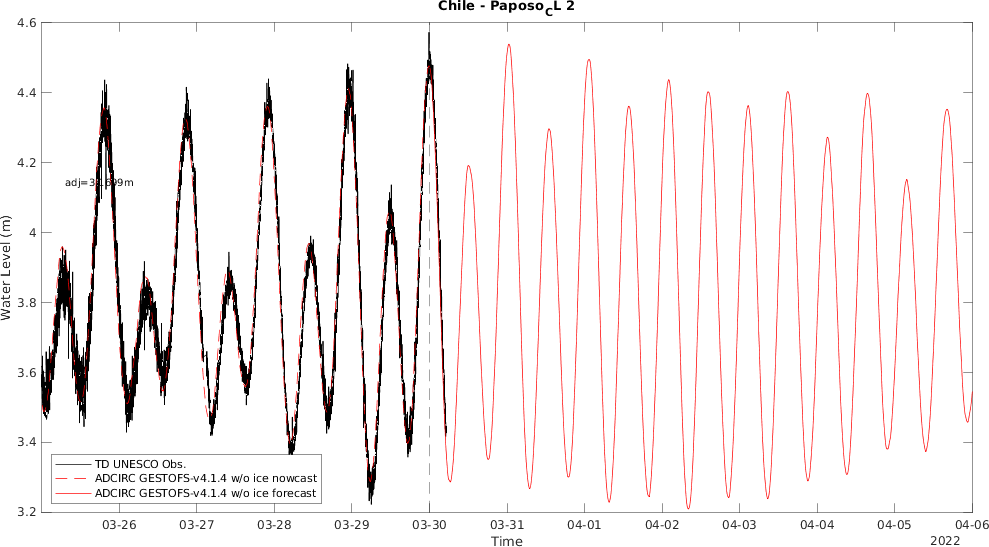 Chile - Paposo_CL 2
4.6
4.4
4.2
4
3.8
3.6
3.4
3.2
Water Level (m)
TD UNESCO Obs.
ADCIRC GESTOFS-v4.1.4 w/o ice nowcast
ADCIRC GESTOFS-v4.1.4 w/o ice forecast
03-26 03-27 03-28 03-29 03-30 03-31 04-01 04-02 04-03 04-04 04-05 04-06
Time
2022